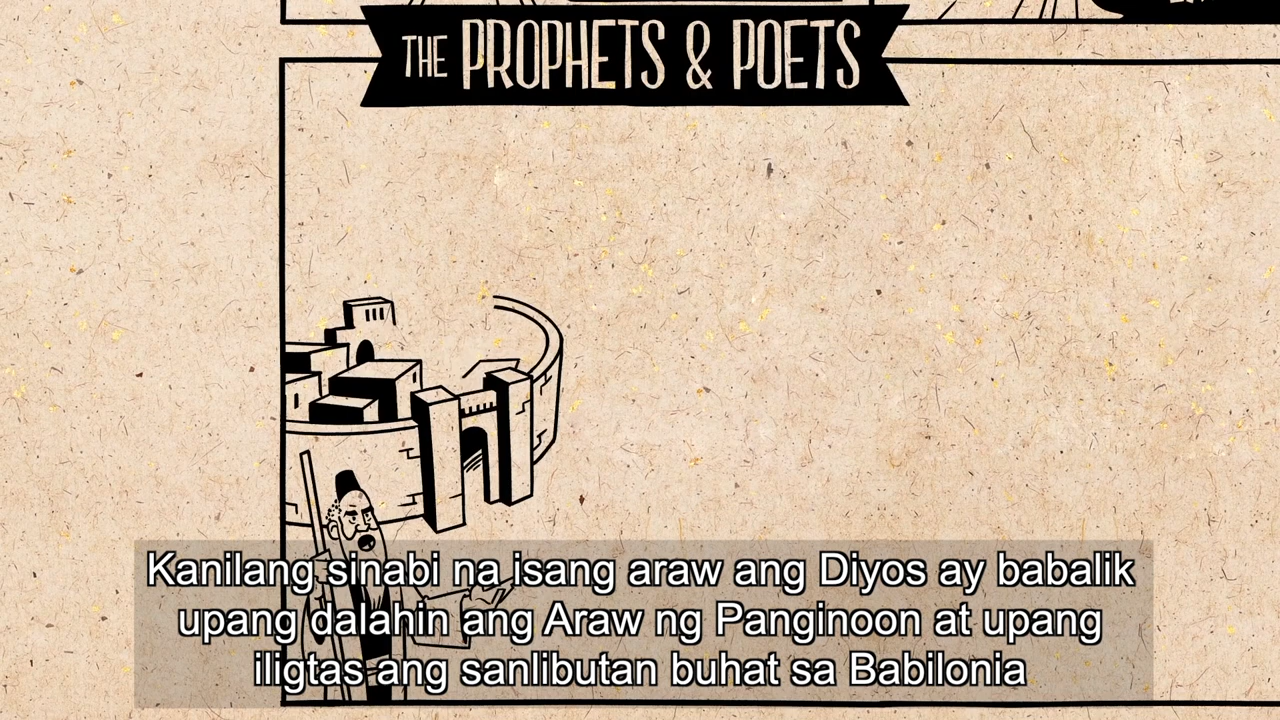 THE PROPHETS & POETS
Kanilang sinabi na isang araw ang Diyos ay babalik
upang dalahin ang Araw ng Panginoon at upang
iligtas ang sanlibutan buhat sa Babilonia